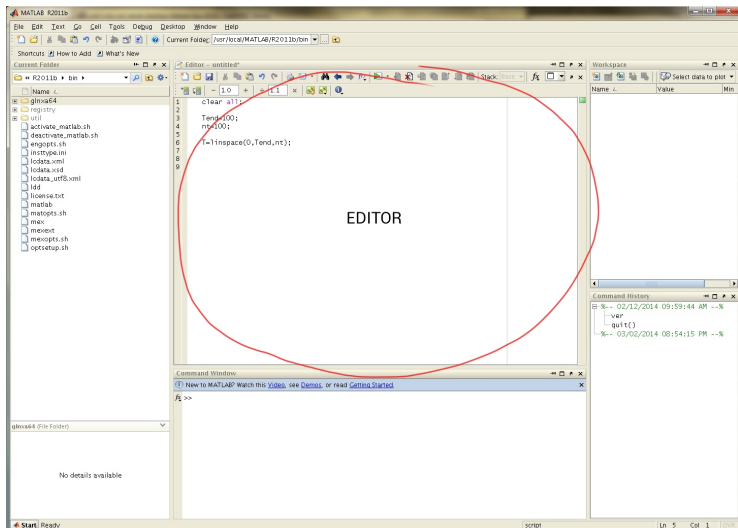 MATLAB R2011b
File Edit Text Go Cell Tools Debug Desktop Window Help
Current Folder: /usr/local/MATLAB/R2011b/bin
Shortcuts How to Add What's New
Current Folder
« R2011b ▸ bin ▸
Name
glnxa64
registry
util
activate_matlab.sh
deactivate_matlab.sh
engopts.sh
insttype.ini
lcdata.xml
lcdata.xsd
lcdata_utf8.xml
ldd
license.txt
matlab
matopts.sh
mex
mexext
mexopts.sh
optsetup.sh
glnxa64 (File Folder)
No details available
Editor - untitled*
Stack: Base
fx
- 1.0 + ÷ 1.1 ×
1 clear all;
2
3 Tend=100;
4 nt=100;
5
6 T=linspace(0,Tend,nt);
7
8
9
EDITOR
Command Window
New to MATLAB? Watch this Video, see Demos, or read Getting Started.
fx >>
Workspace
Select data to plot
Name Value Min
Command History
%-- 02/12/2014 09:59:44 AM --%
ver
quit()
%-- 03/02/2014 08:54:15 PM --%
Start Ready script Ln 5 Col 1 OVR